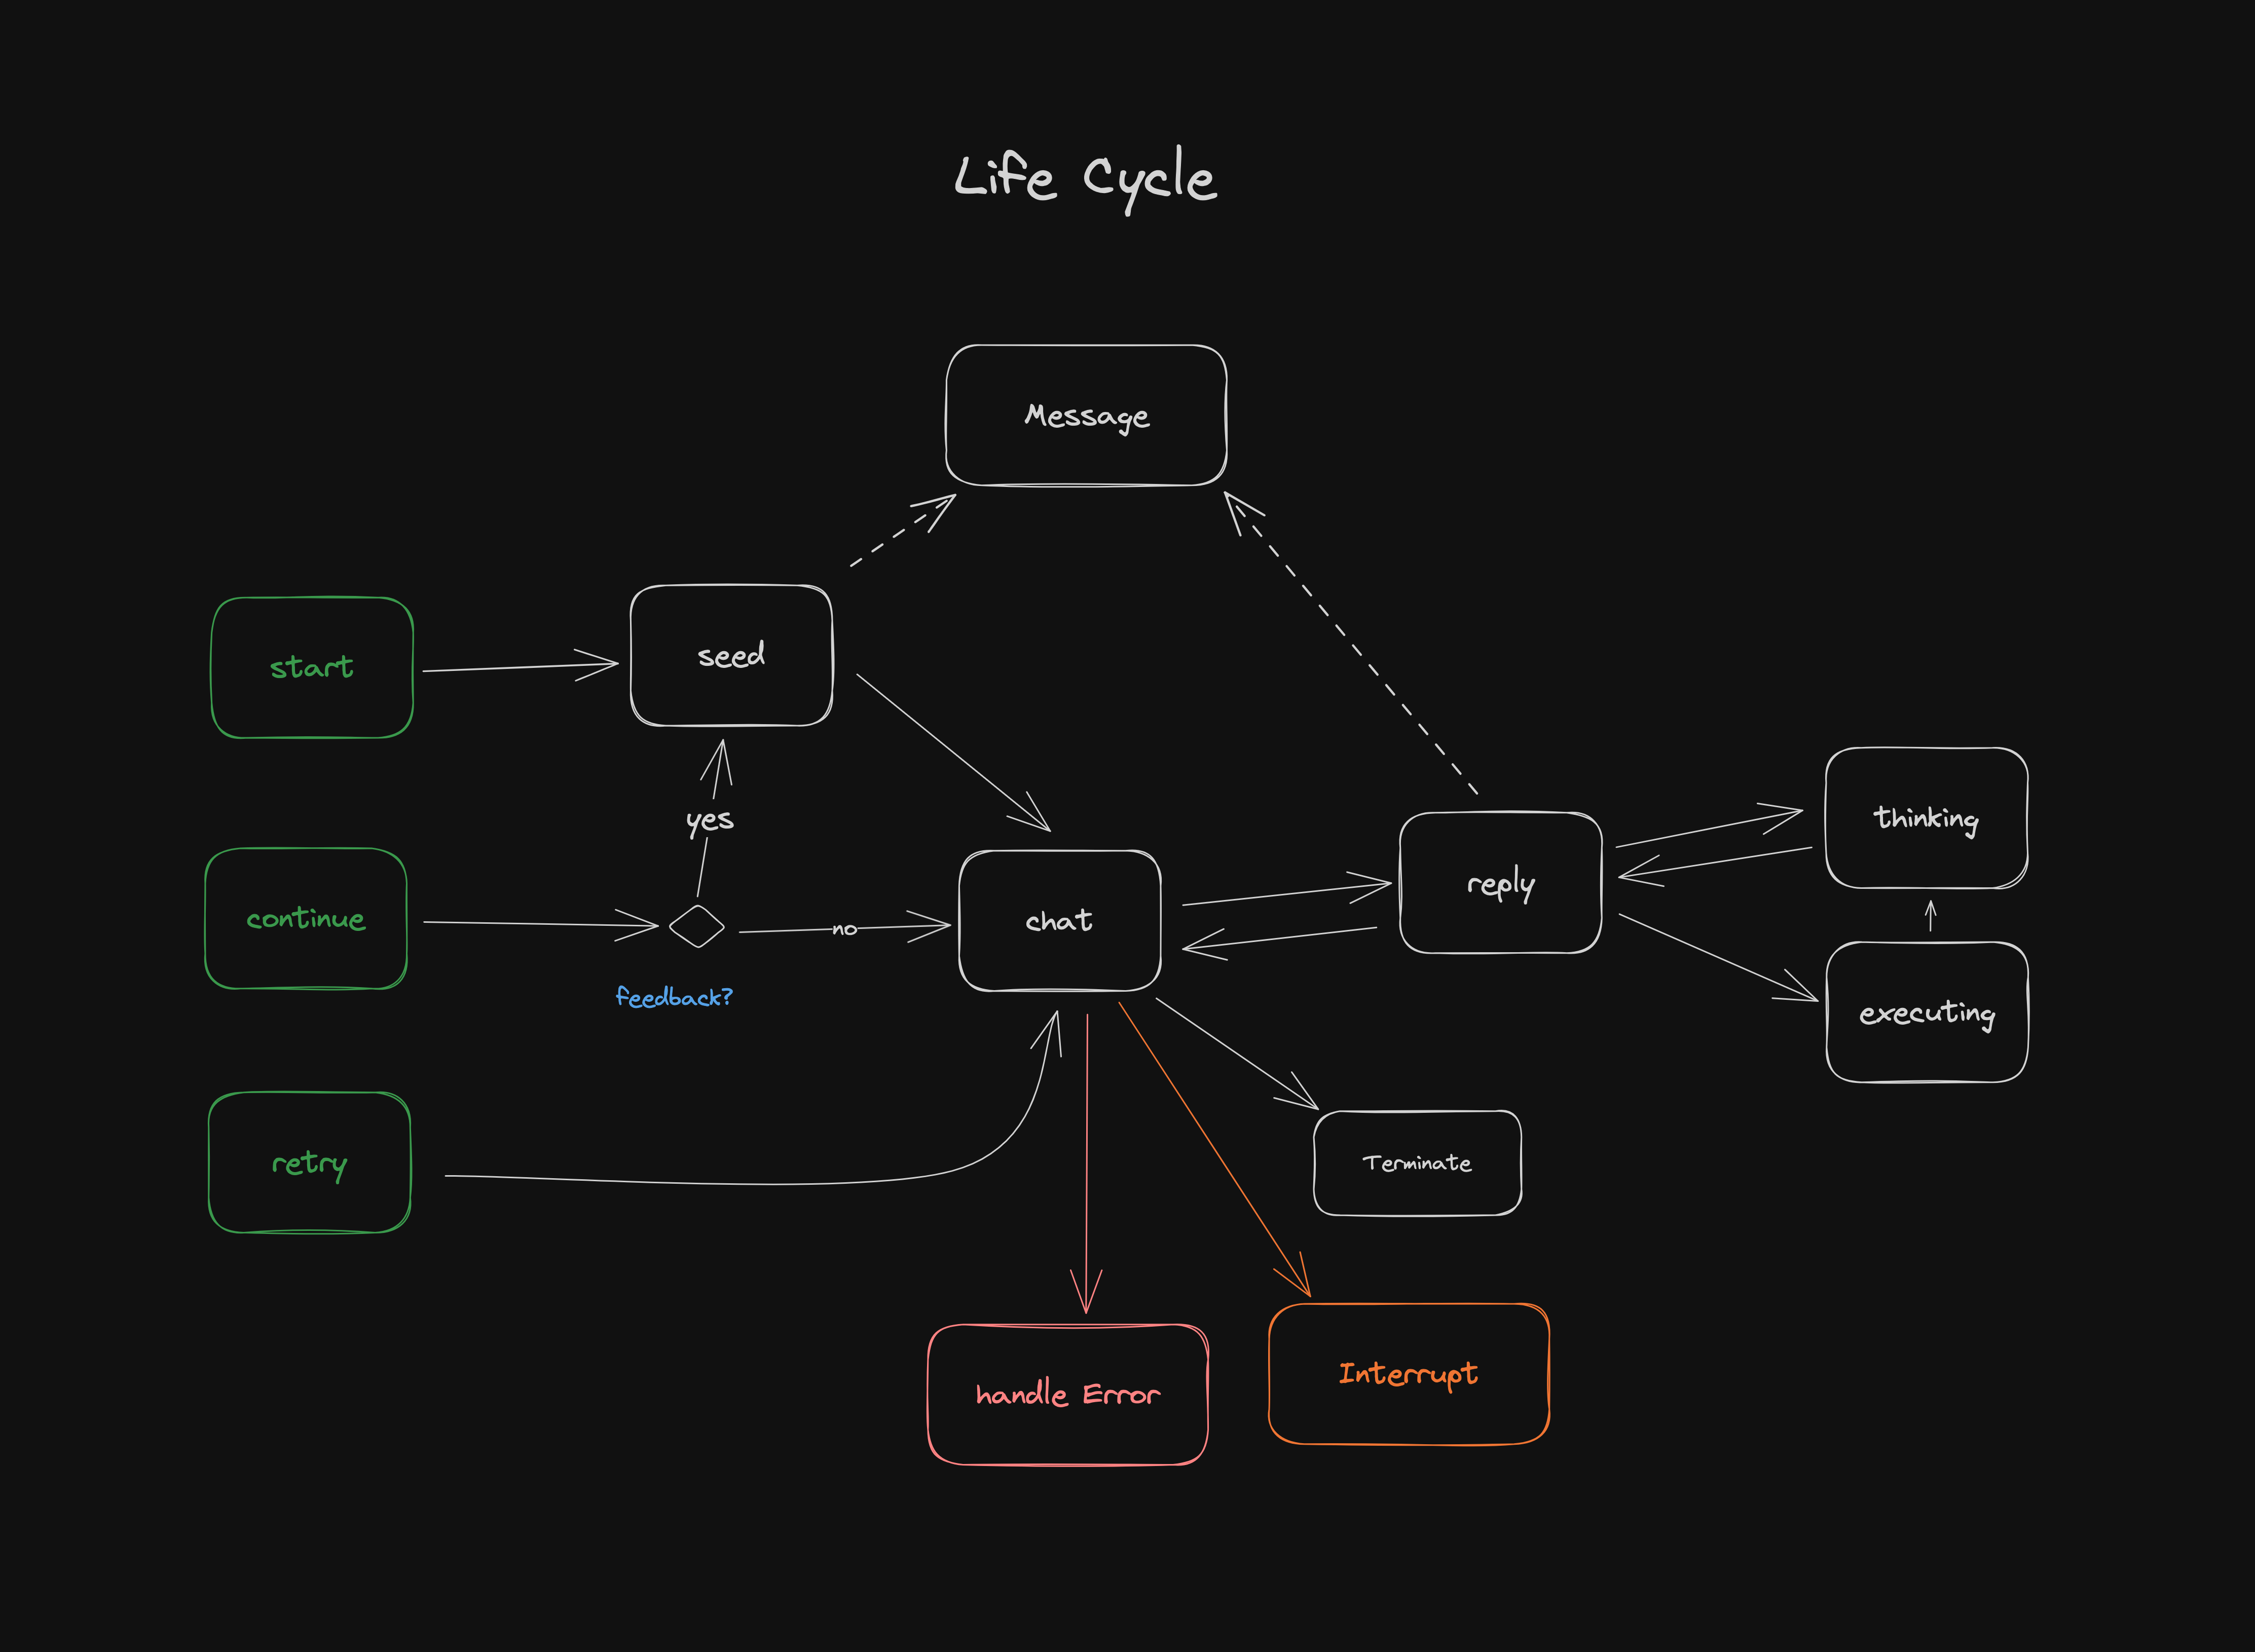 Life Cycle
Message
start
seed
yes
thinking
reply
continue
no
chat
feedback?
executing
retry
Terminate
handle Error
Interrupt